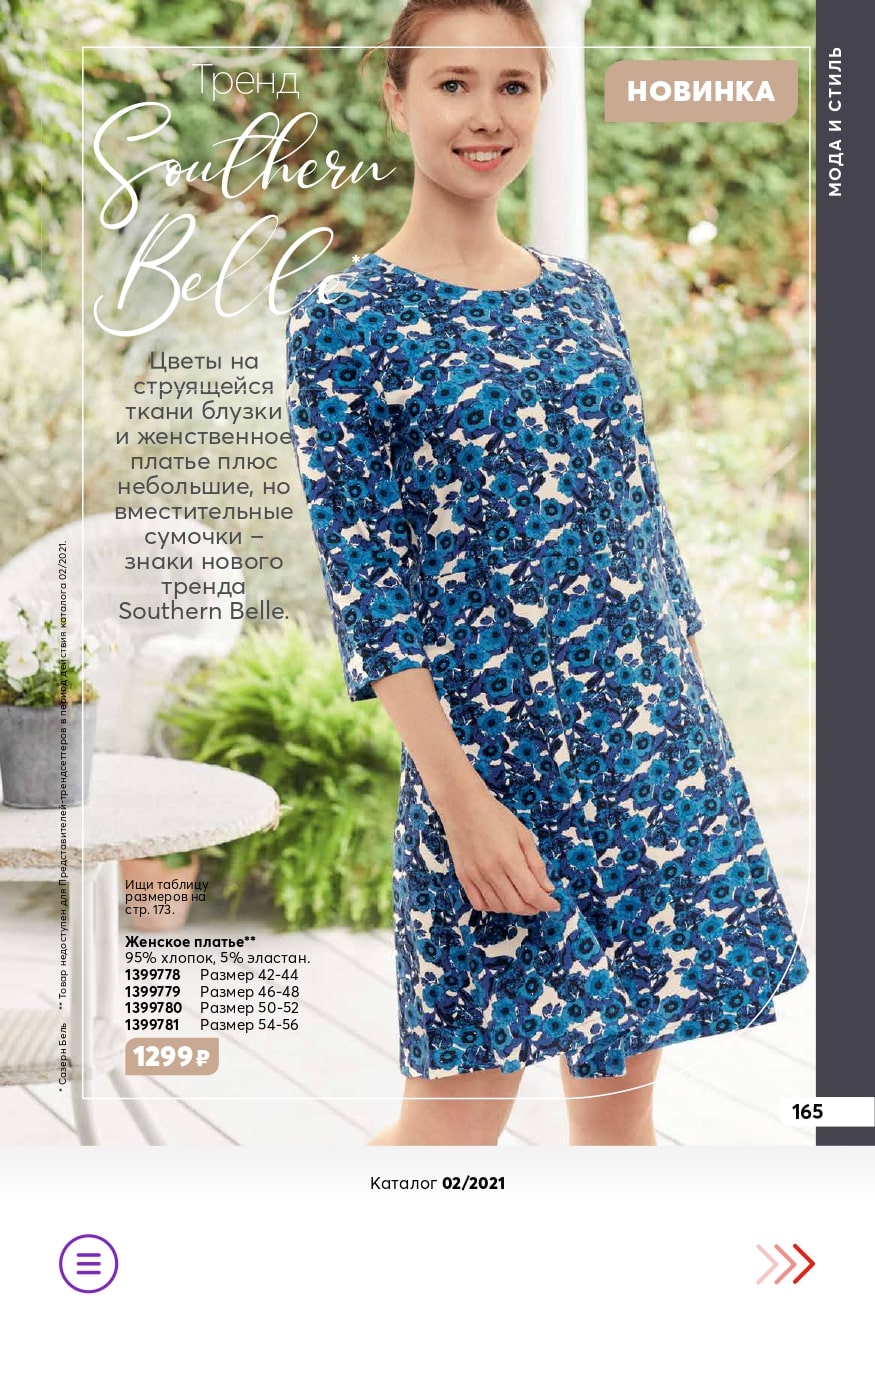 Тренд
Southern
Belle*
НОВИНКА
МОДА И СТИЛЬ
Цветы на
струящейся
ткани блузки
и женственное
платье плюс
небольшие, но
вместительные
сумочки –
знаки нового
тренда
Southern Belle.
* Сазерн Бель ** Товар недоступен для Представителей-трендсеттеров в период действия каталога 02/2021.
Ищи таблицу
размеров на
стр. 173.
Женское платье**
95% хлопок, 5% эластан.
1399778 Размер 42-44
1399779 Размер 46-48
1399780 Размер 50-52
1399781 Размер 54-56
1299 ₽
165
Каталог 02/2021